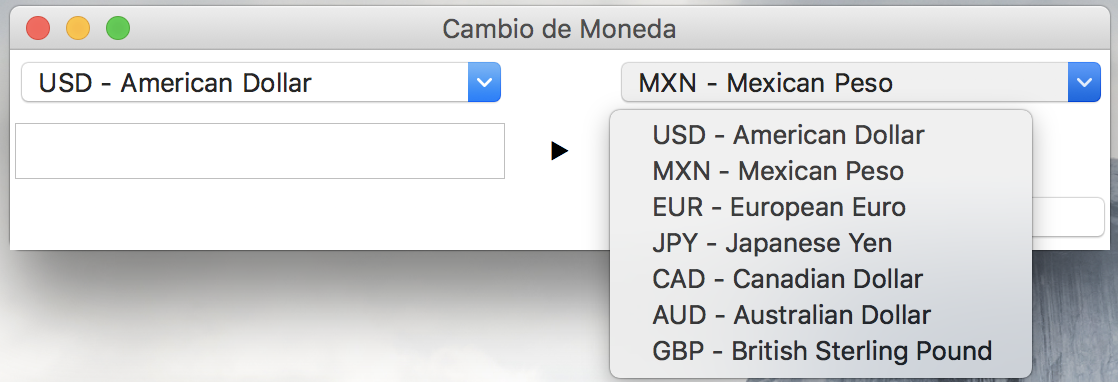 Cambio de Moneda
USD - American Dollar
MXN - Mexican Peso
USD - American Dollar
MXN - Mexican Peso
EUR - European Euro
JPY - Japanese Yen
CAD - Canadian Dollar
AUD - Australian Dollar
GBP - British Sterling Pound